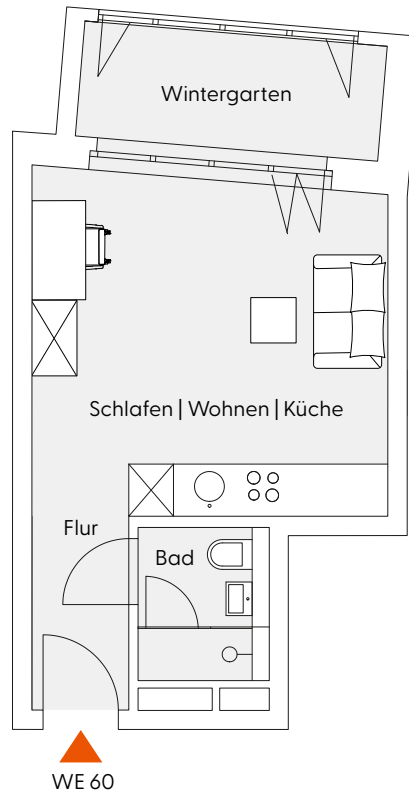 Wintergarten
Schlafen | Wohnen | Küche
Flur
Bad
WE 60